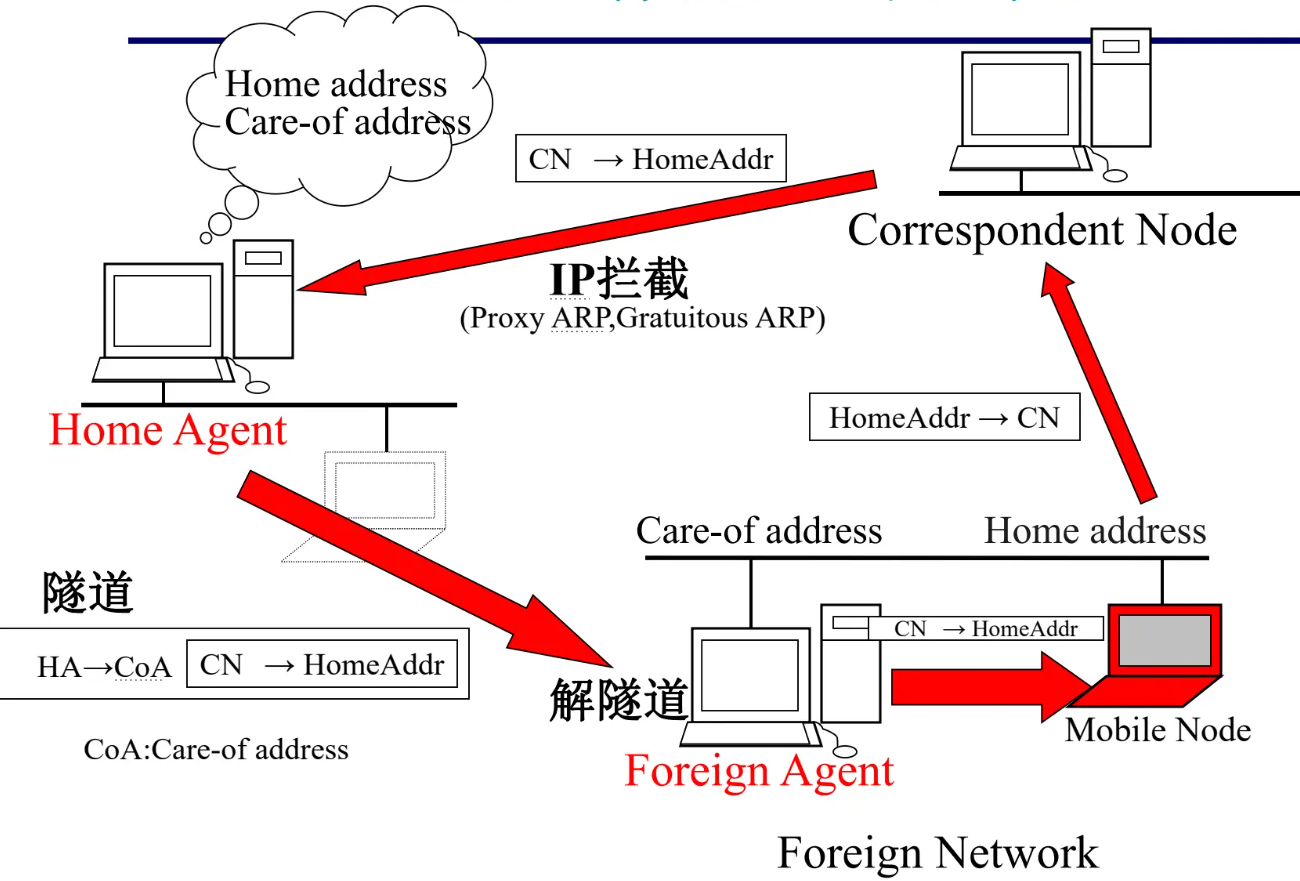 Home address
Care-of address
CN → HomeAddr
Correspondent Node
IP拦截
(Proxy ARP,Gratuitous ARP)
Home Agent
HomeAddr → CN
Care-of address
Home address
隧道
HA→CoA CN → HomeAddr
CN → HomeAddr
解隧道
Mobile Node
CoA:Care-of address
Foreign Agent
Foreign Network